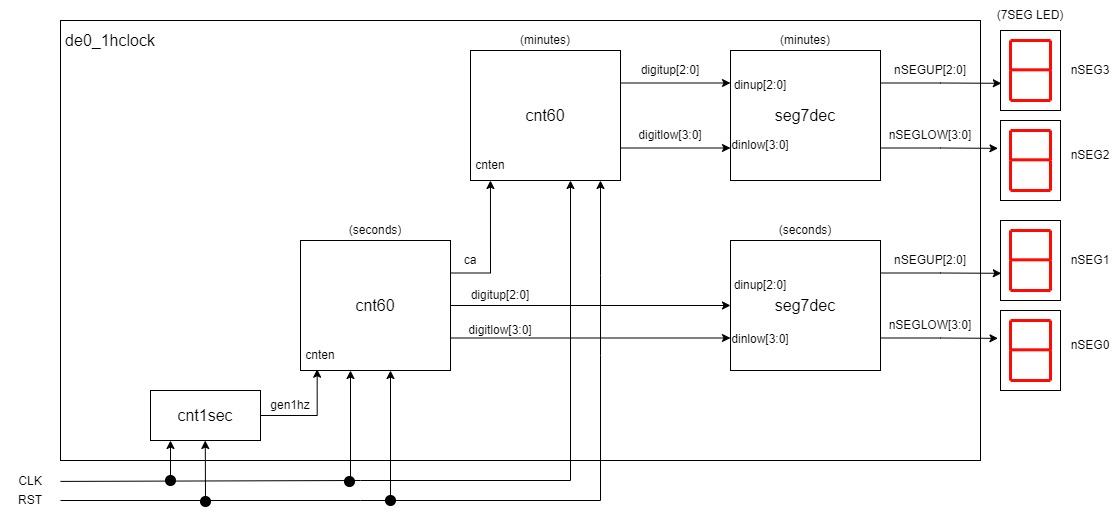 (7SEG LED)
de0_1hclock
(minutes)
(minutes)
digitup[2:0]
dinup[2:0]
nSEGUP[2:0]
nSEG3
cnt60
seg7dec
digitlow[3:0]
dinlow[3:0]
nSEGLOW[3:0]
nSEG2
cnten
(seconds)
(seconds)
ca
nSEGUP[2:0]
nSEG1
digitup[2:0]
dinup[2:0]
cnt60
seg7dec
digitlow[3:0]
dinlow[3:0]
nSEGLOW[3:0]
nSEG0
cnten
gen1hz
cnt1sec
CLK
RST